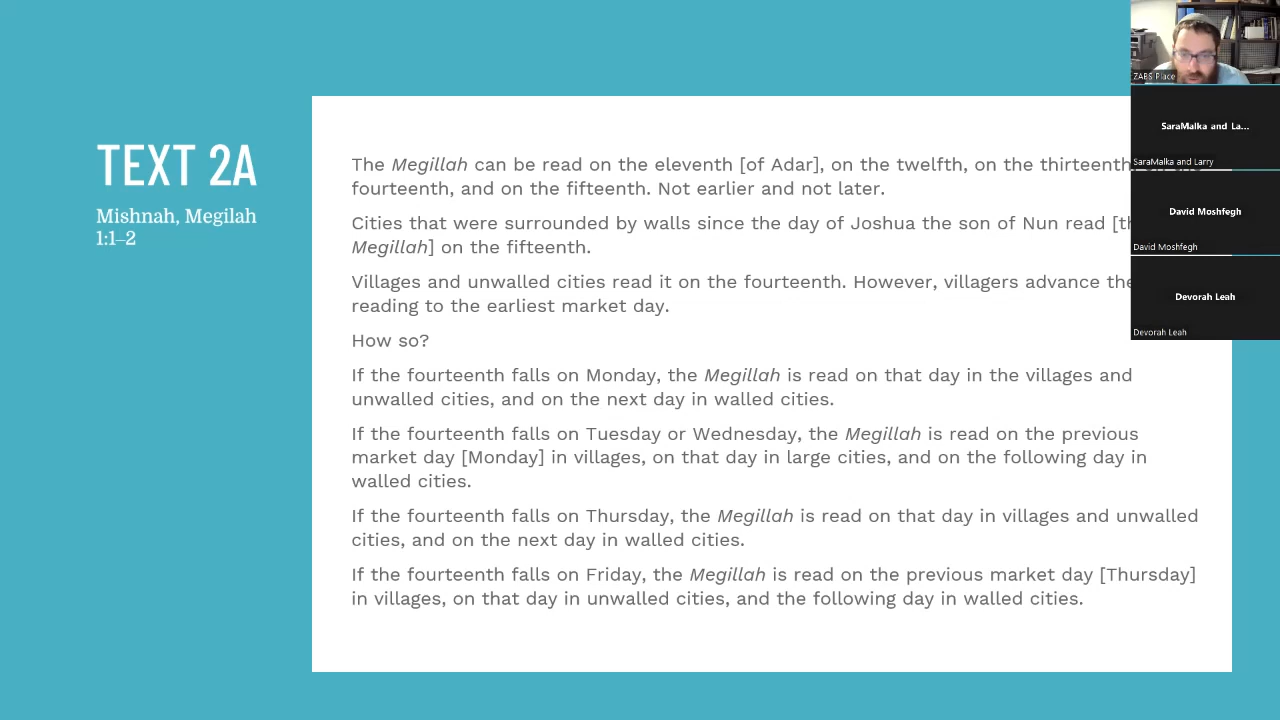 TEXT 2A
Mishnah, Megilah
1:1–2
The Megillah can be read on the eleventh [of Adar], on the twelfth, on the thirteenth
fourteenth, and on the fifteenth. Not earlier and not later.
Cities that were surrounded by walls since the day of Joshua the son of Nun read
Megillah] on the fifteenth.
Villages and unwalled cities read it on the fourteenth. However, villagers advance
reading to the earliest market day.
How so?
If the fourteenth falls on Monday, the Megillah is read on that day in the villages and
unwalled cities, and on the next day in walled cities.
If the fourteenth falls on Tuesday or Wednesday, the Megillah is read on the previous
market day [Monday] in villages, on that day in large cities, and on the following day in
walled cities.
If the fourteenth falls on Thursday, the Megillah is read on that day in villages and unwalled
cities, and on the next day in walled cities.
If the fourteenth falls on Friday, the Megillah is read on the previous market day [Thursday]
in villages, on that day in unwalled cities, and the following day in walled cities.
ZABS Place
SaraMalka and La...
SaraMalka and Larry
David Moshfegh
David Moshfegh
Devorah Leah
Devorah Leah